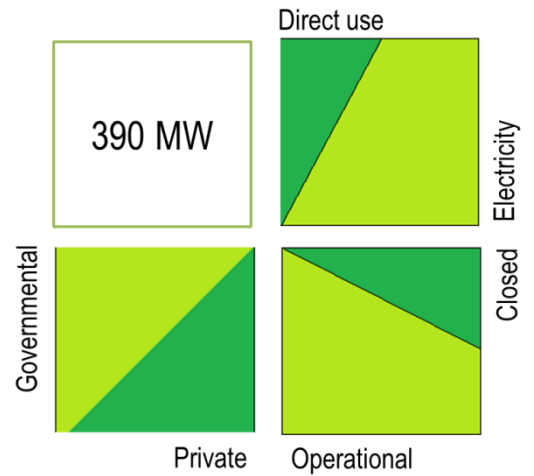 Direct use
390 MW
Electricity
Governmental
Closed
Private
Operational